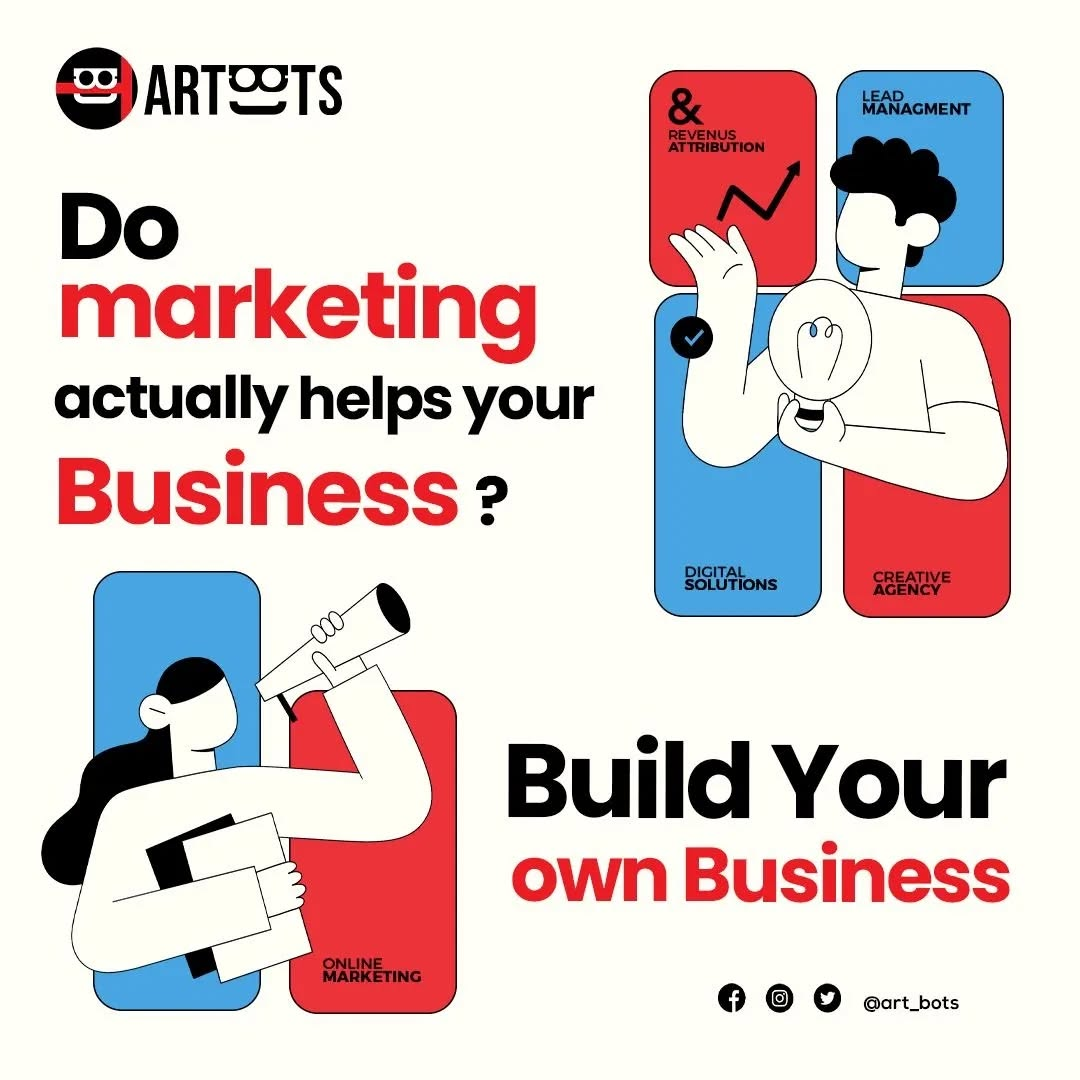 ARTBOTS
Do
marketing
actually helps your
Business ?
&
REVENUS
ATTRIBUTION
LEAD
MANAGMENT
DIGITAL
SOLUTIONS
CREATIVE
AGENCY
ONLINE
MARKETING
Build Your
own Business
@art_bots